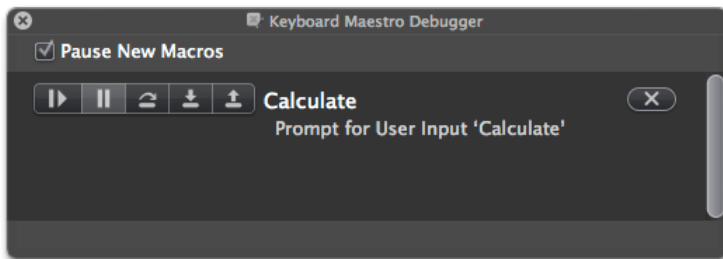 Keyboard Maestro Debugger
Pause New Macros
Calculate
Prompt for User Input ‘Calculate’